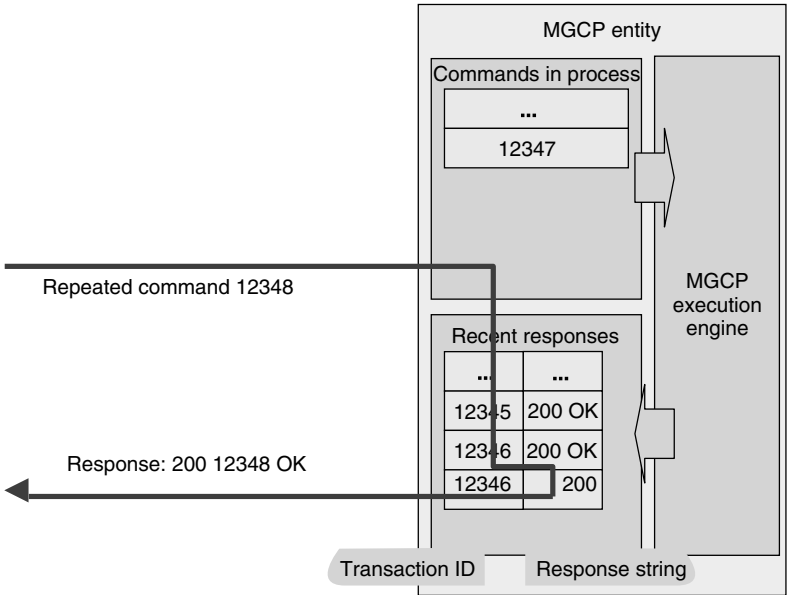 MGCP entity
Commands in process
...
12347
Repeated command 12348
MGCP
execution
engine
Recent responses
... ...
12345 200 OK
12346 200 OK
12346 200
Response: 200 12348 OK
Transaction ID
Response string